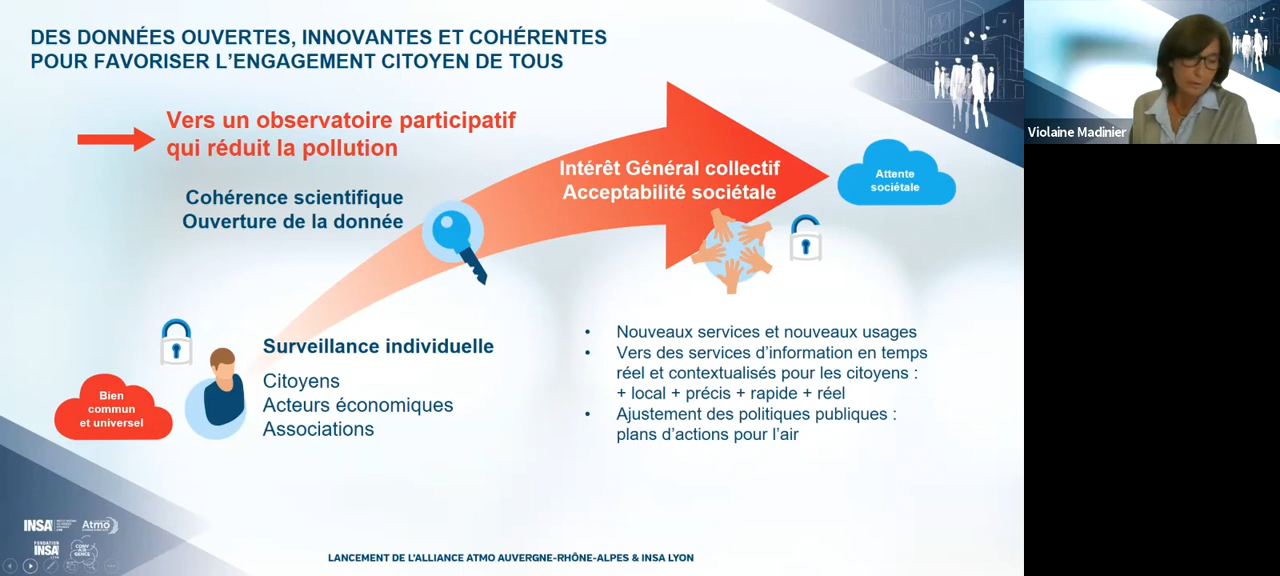 DES DONNÉES OUVERTES, INNOVANTES ET COHÉRENTES
POUR FAVORISER L'ENGAGEMENT CITOYEN DE TOUS
Vers un observatoire participatif
qui réduit la pollution
Cohérence scientifique
Ouverture de la donnée
Intérêt Général collectif
Acceptabilité sociétale
Attente
sociétale
Violaine Madinier
Surveillance individuelle
Citoyens
Acteurs économiques
Associations
Bien
commun
et universel
• Nouveaux services et nouveaux usages
• Vers des services d'information en temps
réel et contextualisés pour les citoyens :
+ local + précis + rapide + réel
• Ajustement des politiques publiques :
plans d'actions pour l'air
INSA
Atmo
FONDATION
INSA
LANCEMENT DE L'ALLIANCE ATMO AUVERGNE-RHÔNE-ALPES & INSA LYON